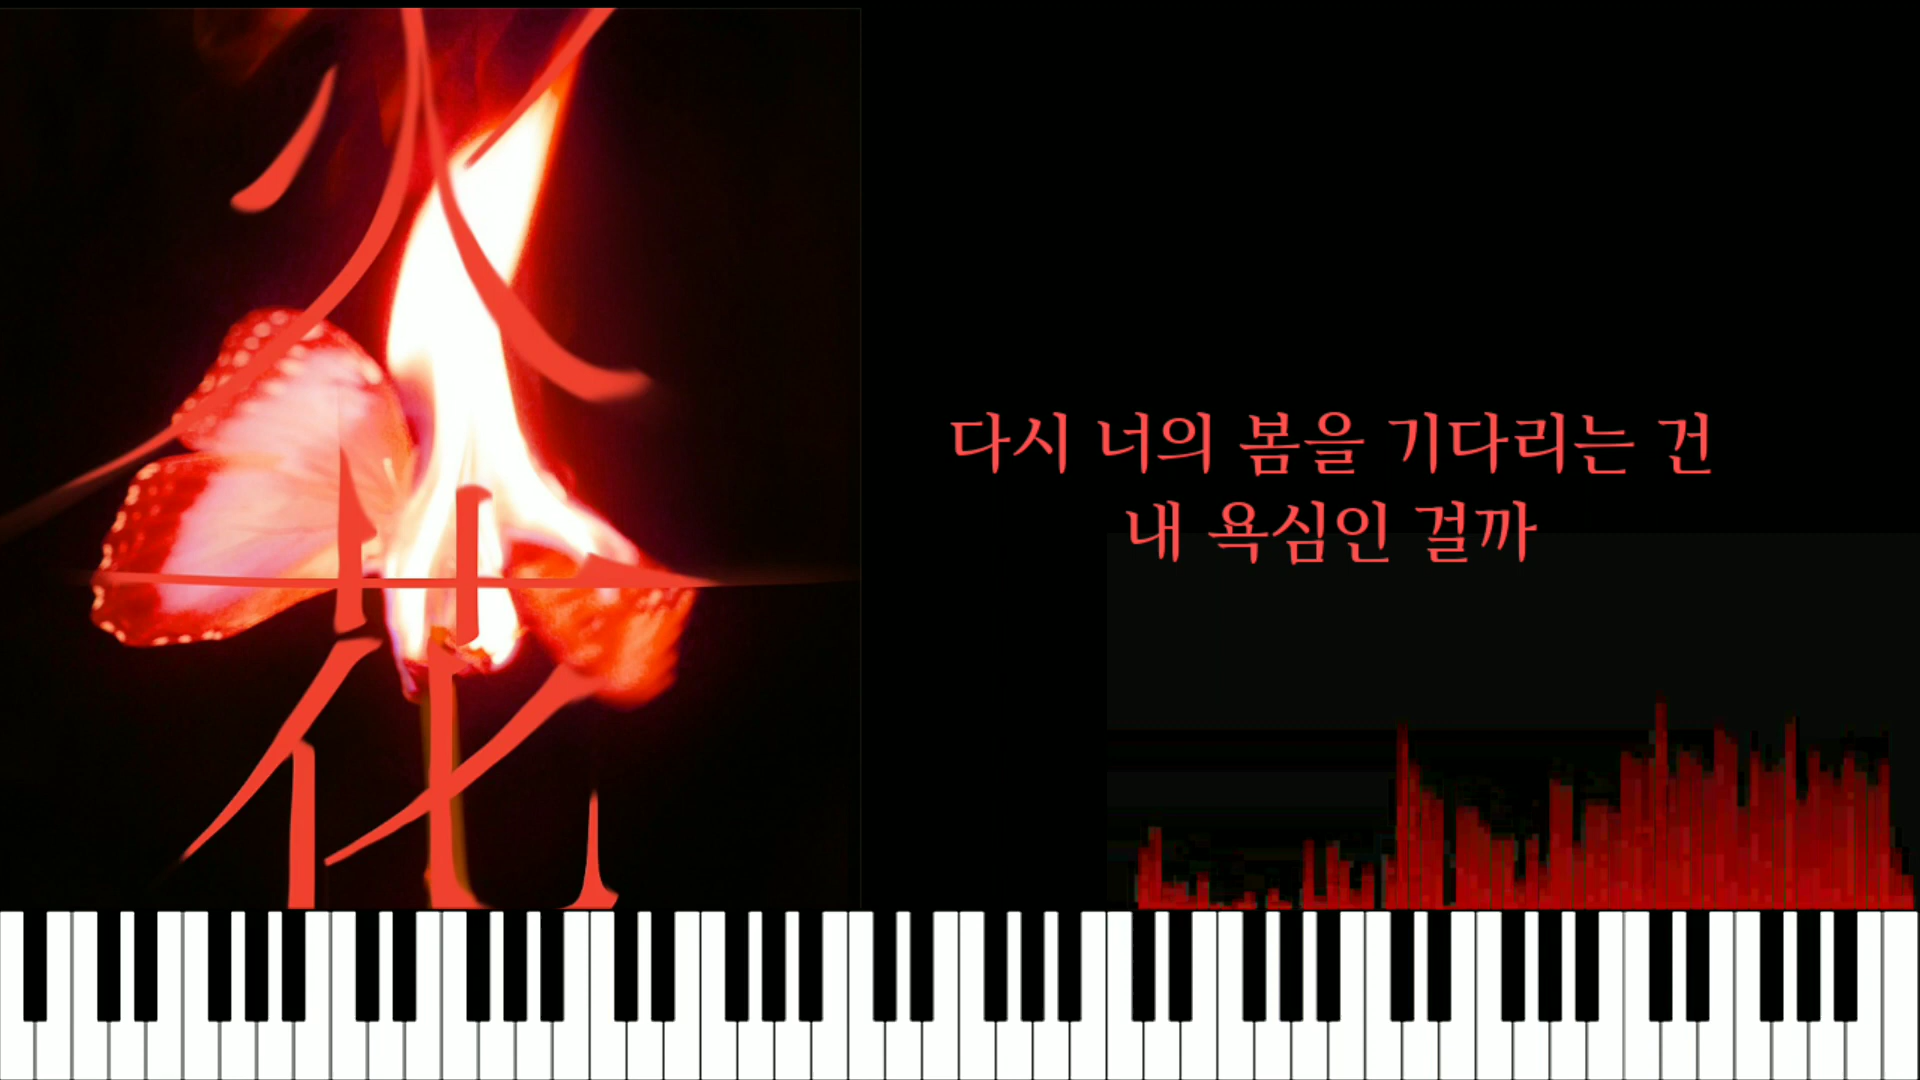 火
花
다시 너의 봄을 기다리는 건
내 욕심인 걸까